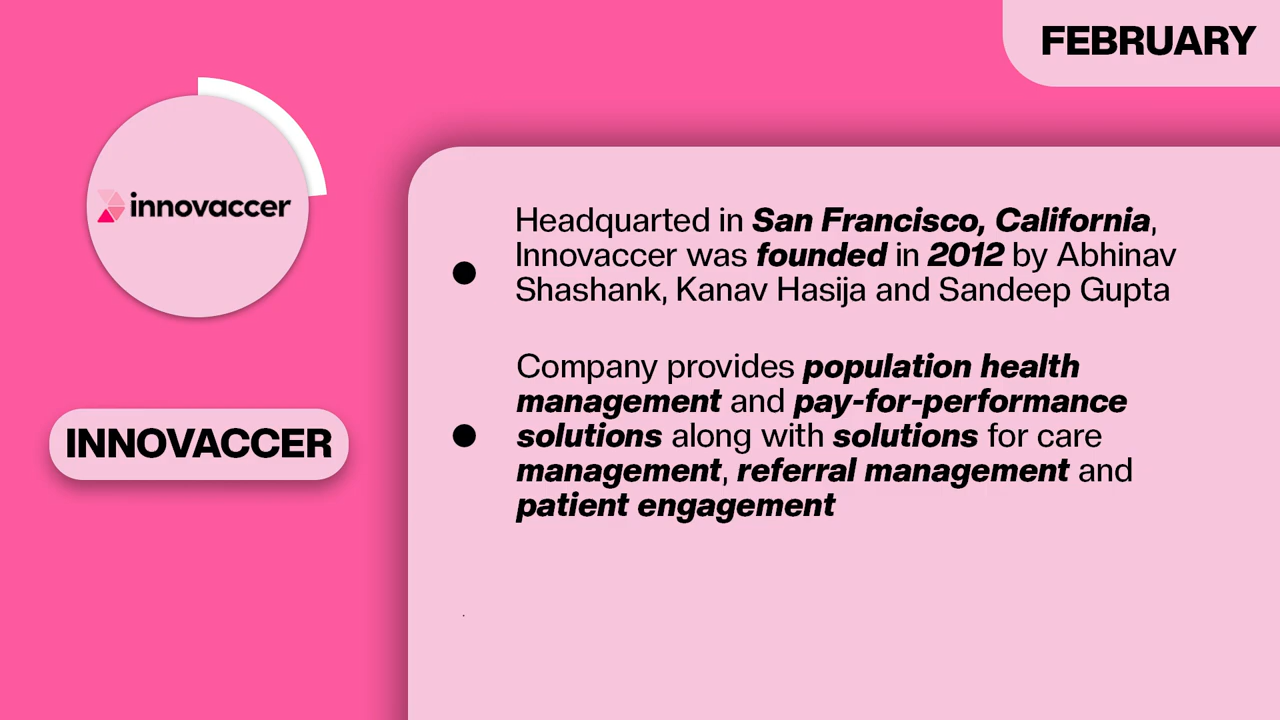 FEBRUARY
innovaccer
INNOVACCER
Headquarted in San Francisco, California,
Innovaccer was founded in 2012 by Abhinav
Shashank, Kanav Hasija and Sandeep Gupta
Company provides population health
management and pay-for-performance
solutions along with solutions for care
management, referral management and
patient engagement